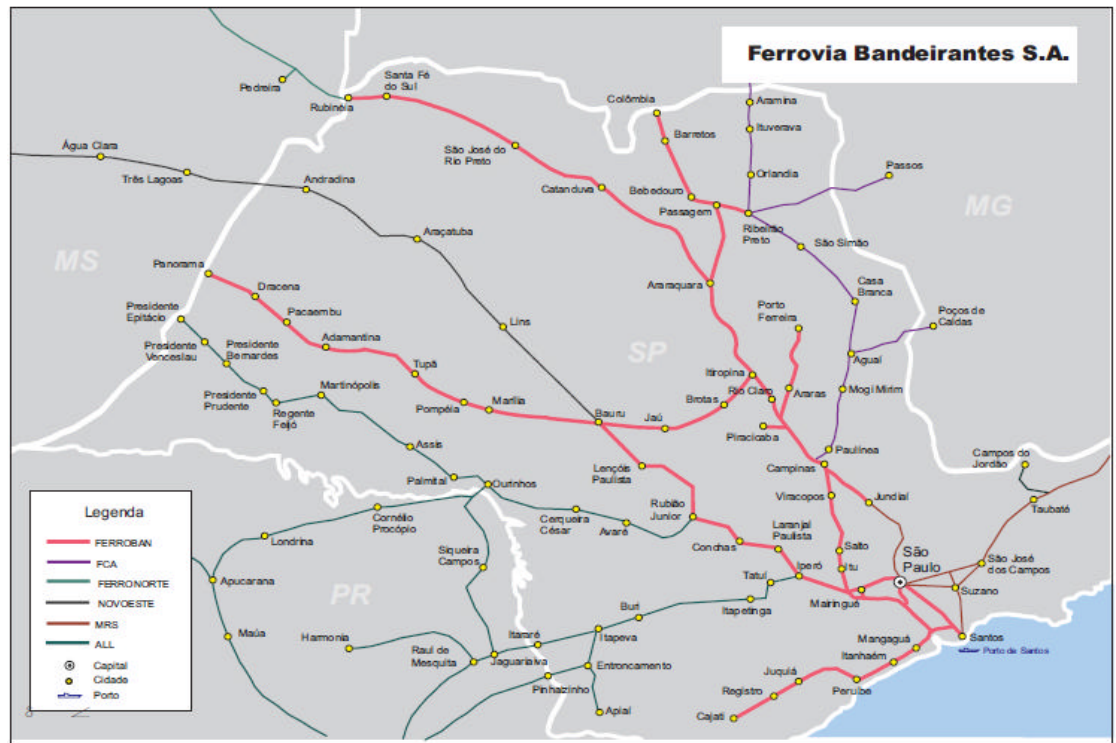 Ferrovia Bandeirantes S.A.
Pedreira
Rubinéia
Santa Fé
do Sul
São José do
Rio Preto
Catanduva
Colômbia
Barretos
Bebedouro
Passagem
Aramina
Ituverava
Orlandia
Passos
Ribeirão
Preto
São Simão
MG
Água Clara
Três Lagoas
Andradina
Araçatuba
Lins
MS
Panorama
Dracena
Pacaembu
Adamantina
Tupã
Pompéia
Marília
Bauru
Jaú
Brotas
Itiropina
Rio Claro
Araras
Piracicaba
Araraquara
Porto
Ferreira
SP
Casa
Branca
Poços de
Caldas
Aguaí
Mogi Mirim
Paulínea
Campinas
Presidente
Epitácio
Presidente
Venceslau
Presidente
Bernardes
Presidente
Prudente
Regente
Feijó
Martinópolis
Assis
Palmital
Ourinhos
Cerqueira
César
Avaré
Lençóis
Paulista
Rubião
Junior
Conchas
Laranjal
Paulista
Iperó
Tatuí
Itapetinga
Buri
Viracopos
Jundiaí
Salto
Itu
Mairinque
São
Paulo
Campos do
Jordão
Taubaté
São José
dos Campos
Suzano
Santos
Porto de Santos
Mangaguá
Itanhaém
Peruíbe
Juquiá
Registro
Cajati
Londrina
Cornélio
Procópio
Apucarana
Maúa
Siqueira
Campos
PR
Harmonia
Raul de
Mesquita
Jaguariaiva
Itararé
Itapeva
Entroncamento
Pinhalzinho
Apiaí
Legenda
FERROBAN
FCA
FERRONORTE
NOVOESTE
MRS
ALL
Capital
Cidade
Porto